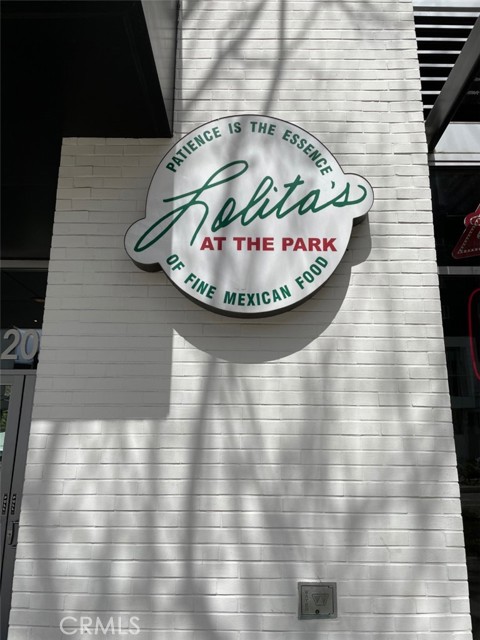 PATIENCE IS THE ESSENCE
Lolita's
AT THE PARK
OF FINE MEXICAN FOOD
20
CRMLS